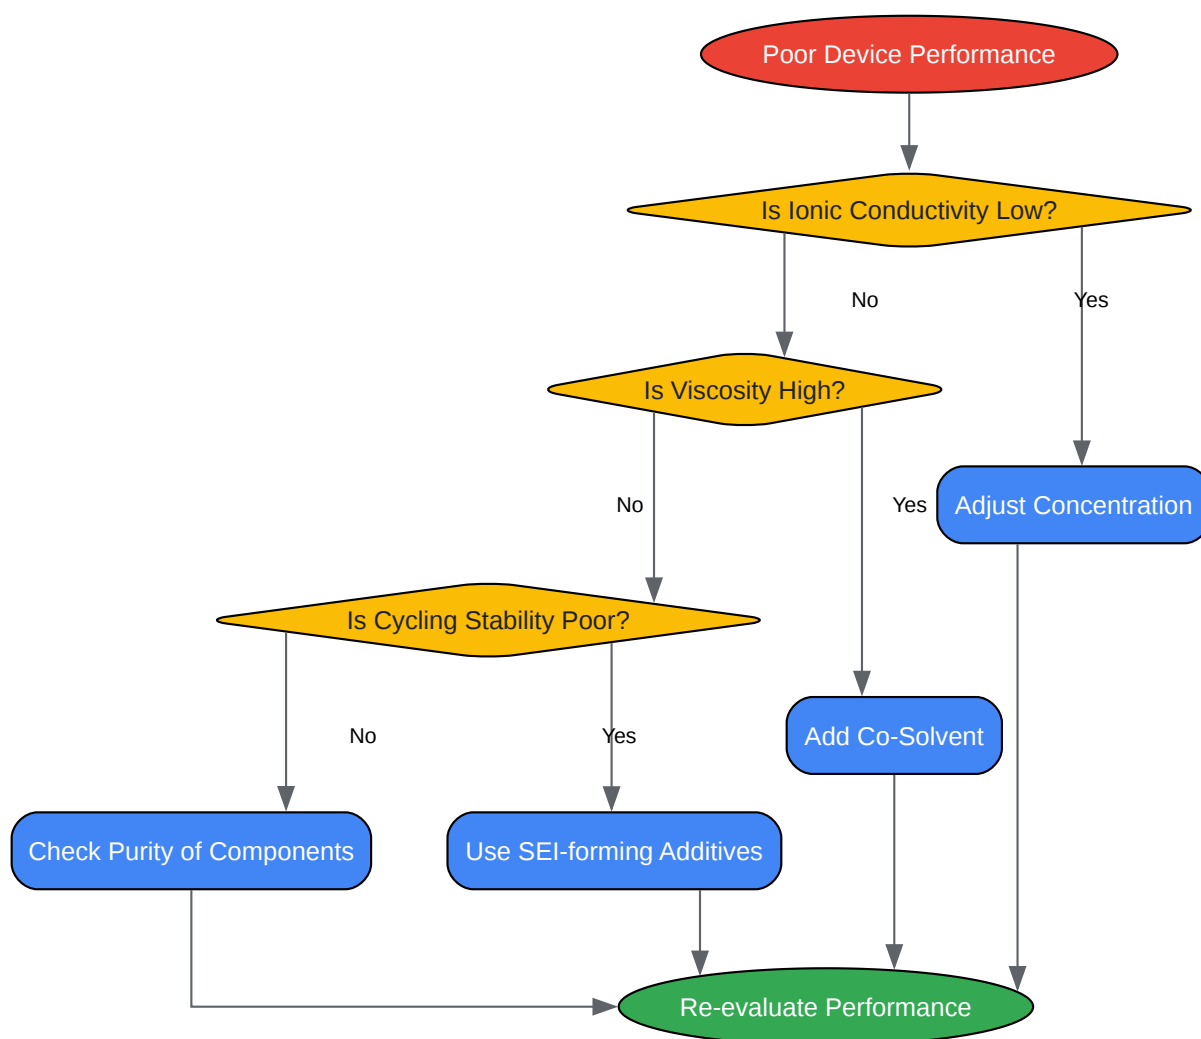 Poor Device Performance
Is Ionic Conductivity Low?
No
Yes
Is Viscosity High?
No
Yes
Adjust Concentration
Is Cycling Stability Poor?
No
Yes
Add Co-Solvent
Check Purity of Components
Use SEI-forming Additives
Re-evaluate Performance